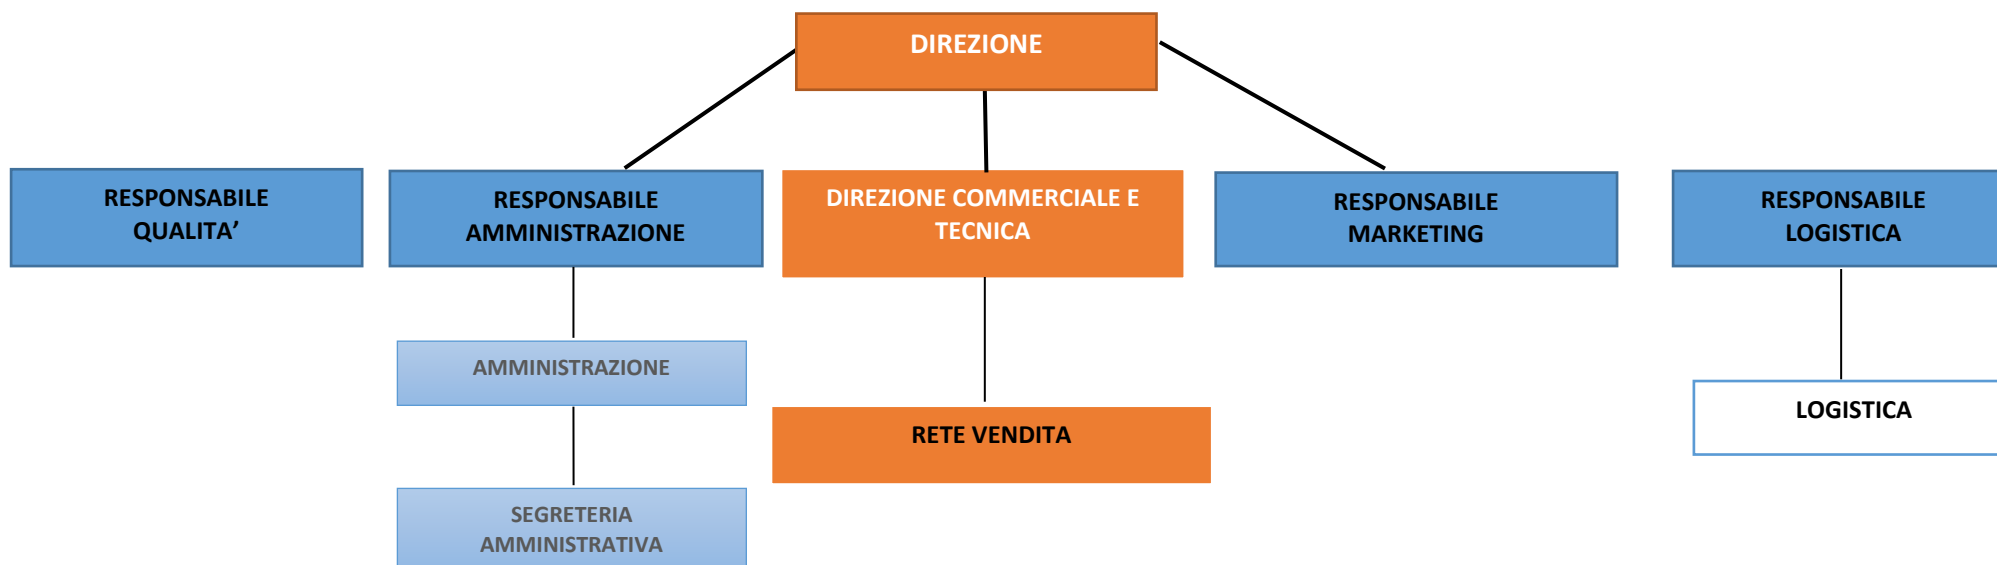 DIREZIONE
RESPONSABILE
QUALITA’
RESPONSABILE
AMMINISTRAZIONE
DIREZIONE COMMERCIALE E
TECNICA
RESPONSABILE
MARKETING
RESPONSABILE
LOGISTICA
AMMINISTRAZIONE
RETE VENDITA
LOGISTICA
SEGRETERIA
AMMINISTRATIVA